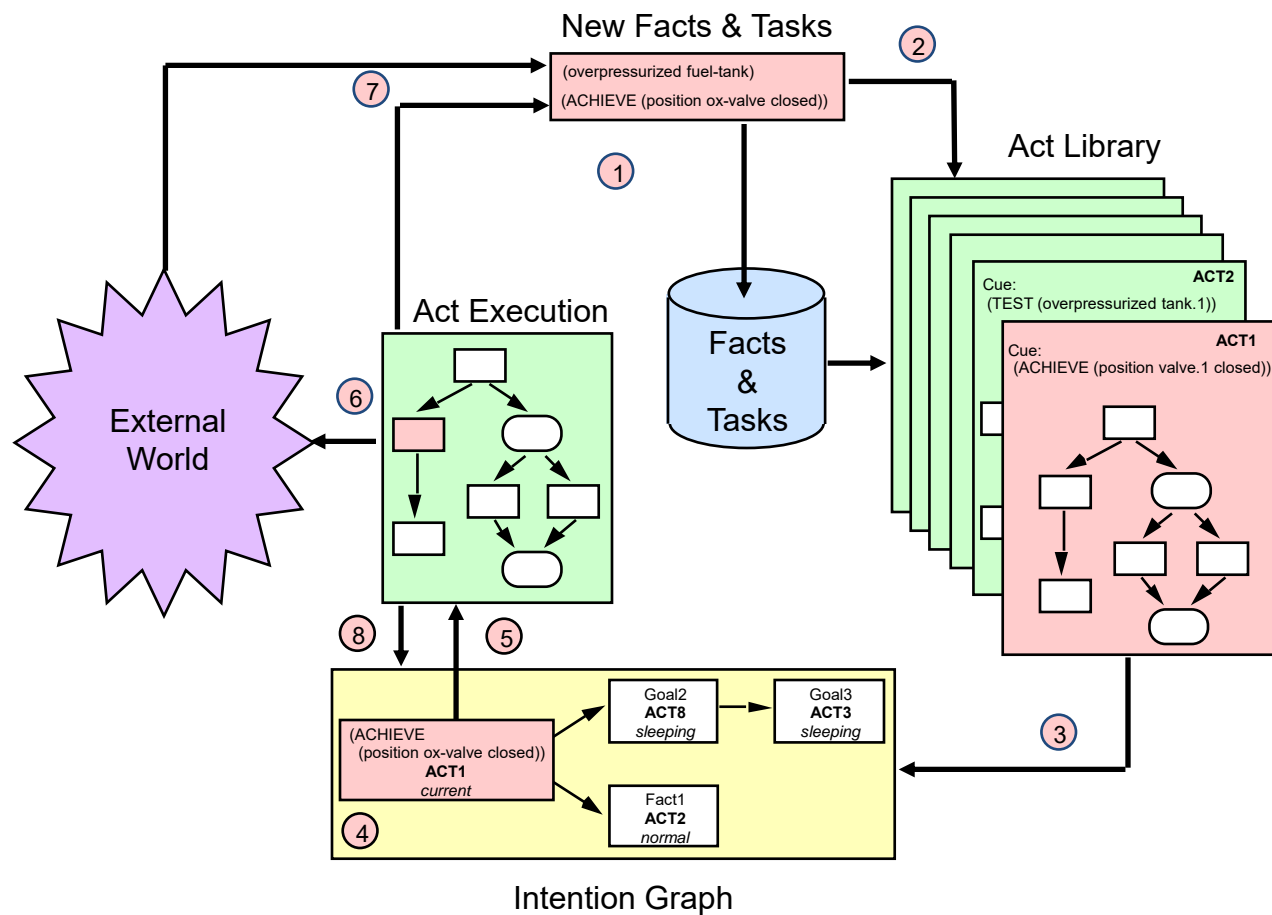 New Facts & Tasks
2
(overpressurized fuel-tank)
7
(ACHIEVE (position ox-valve closed))
1
Act Library
ACT2
Cue:
(TEST (overpressurized tank.1))
Act Execution
Facts
&
Tasks
ACT1
Cue:
(ACHIEVE (position valve.1 closed))
6
External
World
8
5
Goal2
ACT8
sleeping
Goal3
ACT3
sleeping
3
(ACHIEVE
(position ox-valve closed))
ACT1
current
Fact1
ACT2
normal
4
Intention Graph